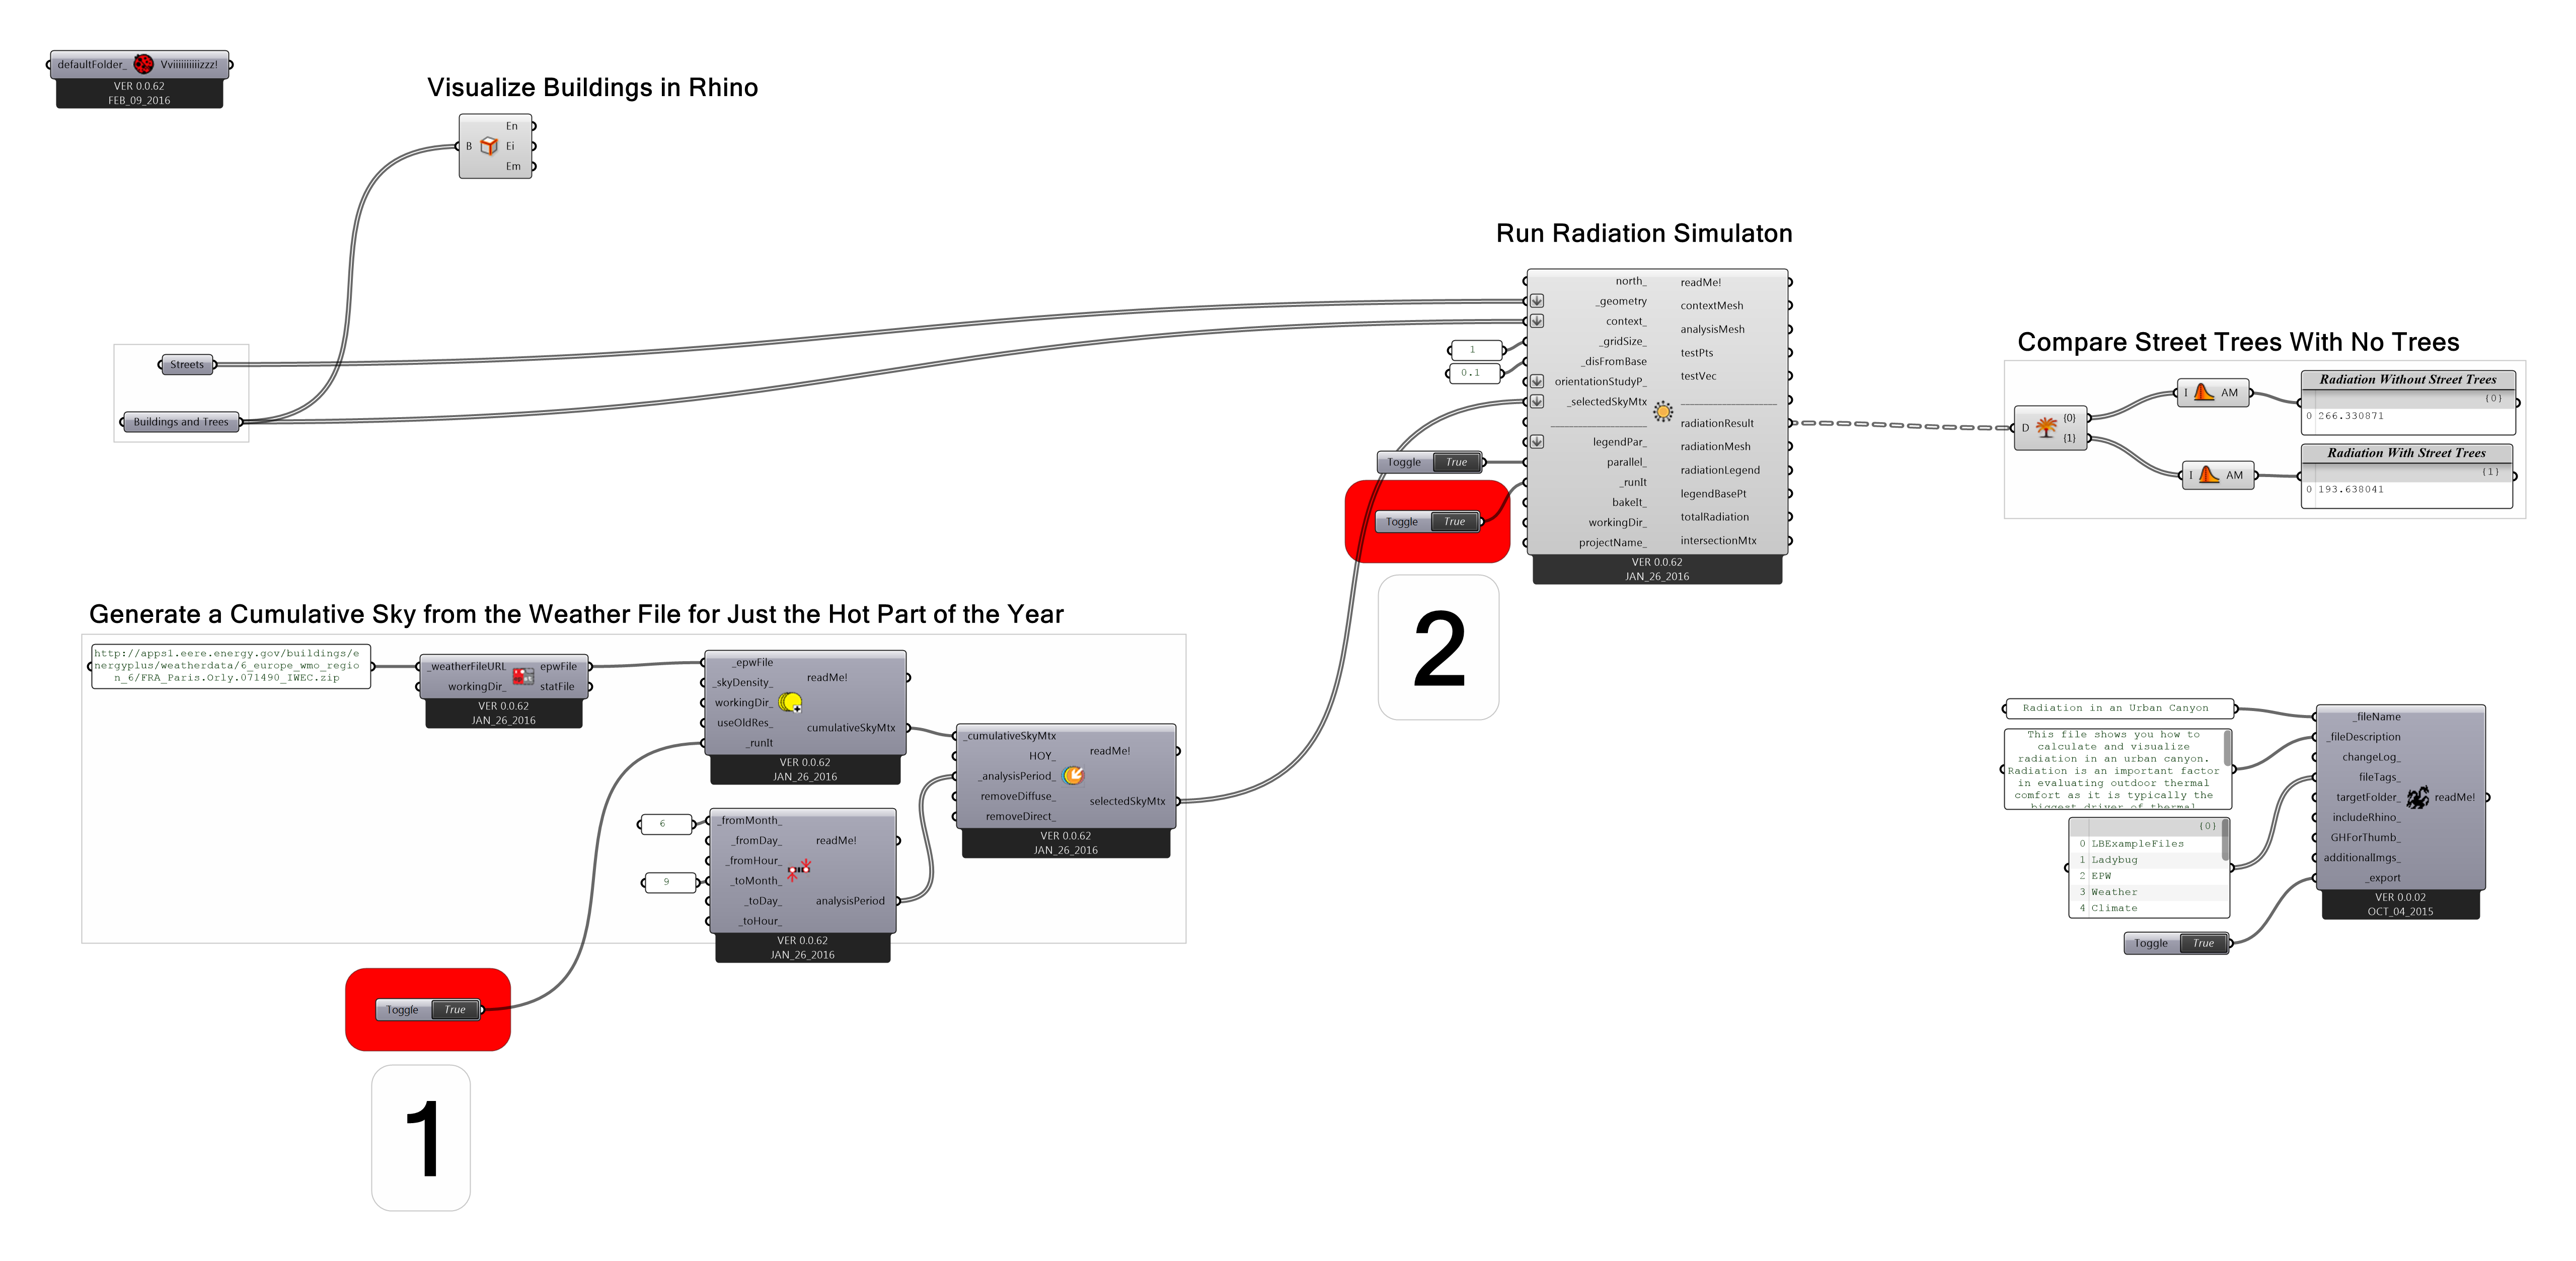 defaultFolder_
Vviiiiiiiiiizzz!
VER 0.0.62
FEB_09_2016
Visualize Buildings in Rhino
B
En
Ei
Em
Streets
Buildings and Trees
Run Radiation Simulaton
north_
_geometry
context_
_gridSize_
_disFromBase
orientationStudyP_
_selectedSkyMtx
legendPar_
parallel_
_runIt
bakeIt_
workingDir_
projectName_
readMe!
contextMesh
analysisMesh
testPts
testVec
radiationResult
radiationMesh
radiationLegend
legendBasePt
totalRadiation
intersectionMtx
VER 0.0.62
JAN_26_2016
1
0.1
Toggle True
Toggle True
2
Compare Street Trees With No Trees
D
{0}
{1}
I AM
I AM
Radiation Without Street Trees
{0}
0 266.330871
Radiation With Street Trees
{1}
0 193.638041
Generate a Cumulative Sky from the Weather File for Just the Hot Part of the Year
http://apps1.eere.energy.gov/buildings/e
nergyplus/weatherdata/6_europe_wmo_regio
n_6/FRA_Paris.Orly.071490_IWEC.zip
_weatherFileURL
workingDir_
epwFile
statFile
VER 0.0.62
JAN_26_2016
_epwFile
_skyDensity_
workingDir_
useOldRes_
_runIt
readMe!
cumulativeSkyMtx
VER 0.0.62
JAN_26_2016
_cumulativeSkyMtx
HOY_
_analysisPeriod_
removeDiffuse_
removeDirect_
readMe!
selectedSkyMtx
VER 0.0.62
JAN_26_2016
6
9
_fromMonth_
_fromDay_
_fromHour_
_toMonth_
_toDay_
_toHour_
readMe!
analysisPeriod
VER 0.0.62
JAN_26_2016
Toggle True
1
Radiation in an Urban Canyon
This file shows you how to
calculate and visualize
radiation in an urban canyon.
Radiation is an important factor
in evaluating outdoor thermal
comfort as it is typically the
biggest driver of thermal
{0}
0 LBExampleFiles
1 Ladybug
2 EPW
3 Weather
4 Climate
Toggle True
_fileName
_fileDescription
changeLog_
fileTags_
targetFolder_
includeRhino_
GHForThumb_
additionalImgs_
_export
readMe!
VER 0.0.02
OCT_04_2015